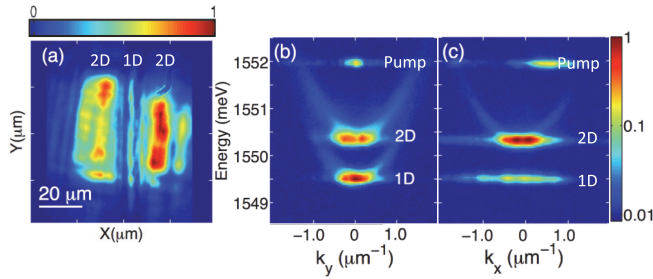 0 1
(a) 2D 1D 2D
Y(μm)
20 μm
X(μm)
(b) Pump
(c) Pump
Energy (meV)
1552
1551
1550
1549
2D
1D
2D
1D
-1.0 0 1.0
-1.0 0 1.0
k_y (μm⁻¹)
k_x (μm⁻¹)
1
0.1
0.01